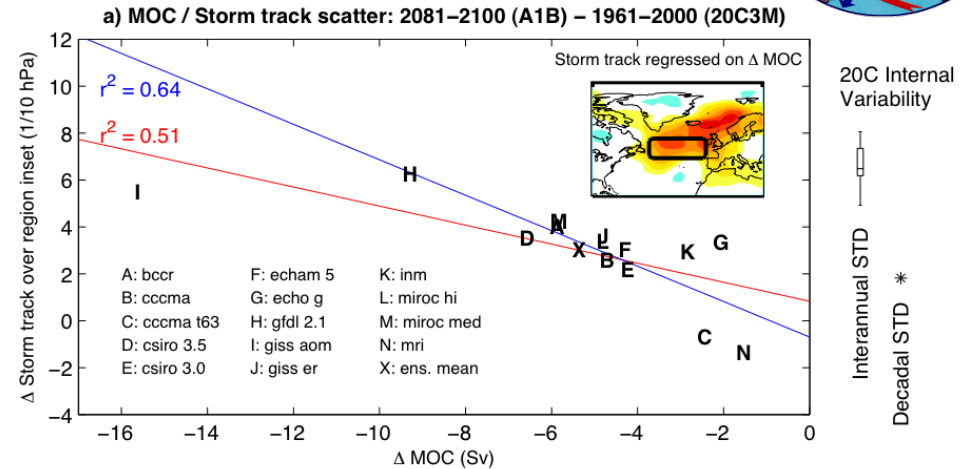 a) MOC / Storm track scatter: 2081−2100 (A1B) − 1961−2000 (20C3M)
Δ Storm track over region inset (1/10 hPa)
12
10
8
6
4
2
0
−2
−4
r² = 0.64
r² = 0.51
Storm track regressed on Δ MOC
I
H
D
M
A
X
J
L
B
F
E
K
G
C
N
A: bccr
B: cccma
C: cccma t63
D: csiro 3.5
E: csiro 3.0
F: echam 5
G: echo g
H: gfdl 2.1
I: giss aom
J: giss er
K: inm
L: miroc hi
M: miroc med
N: mri
X: ens. mean
−16
−14
−12
−10
−8
−6
−4
−2
0
Δ MOC (Sv)
20C Internal
Variability
Interannual STD
Decadal STD *